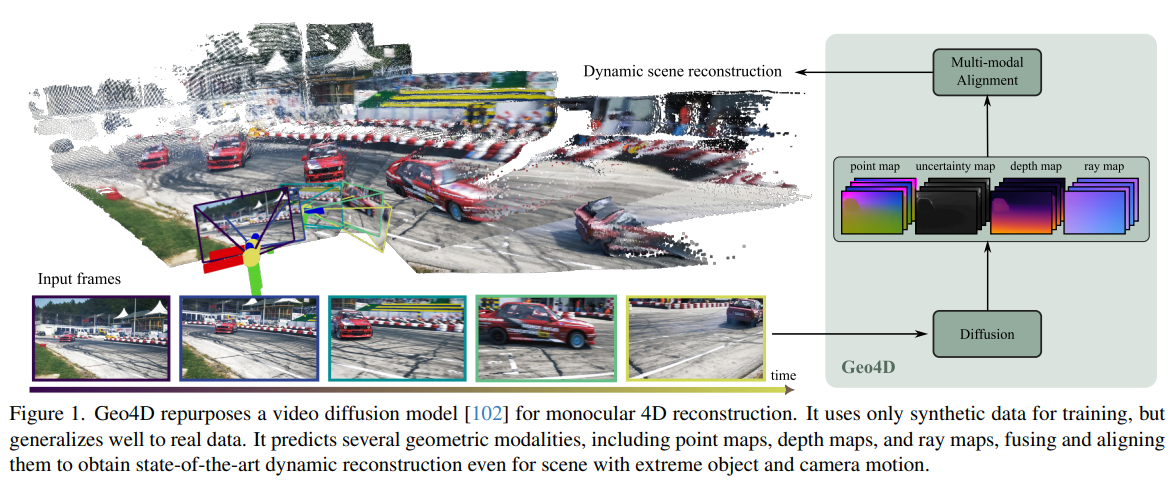 Dynamic scene reconstruction
Multi-modal
Alignment
point map
uncertainty map
depth map
ray map
Input frames
Diffusion
time
Geo4D
Figure 1. Geo4D repurposes a video diffusion model [102] for monocular 4D reconstruction. It uses only synthetic data for training, but
generalizes well to real data. It predicts several geometric modalities, including point maps, depth maps, and ray maps, fusing and aligning
them to obtain state-of-the-art dynamic reconstruction even for scene with extreme object and camera motion.